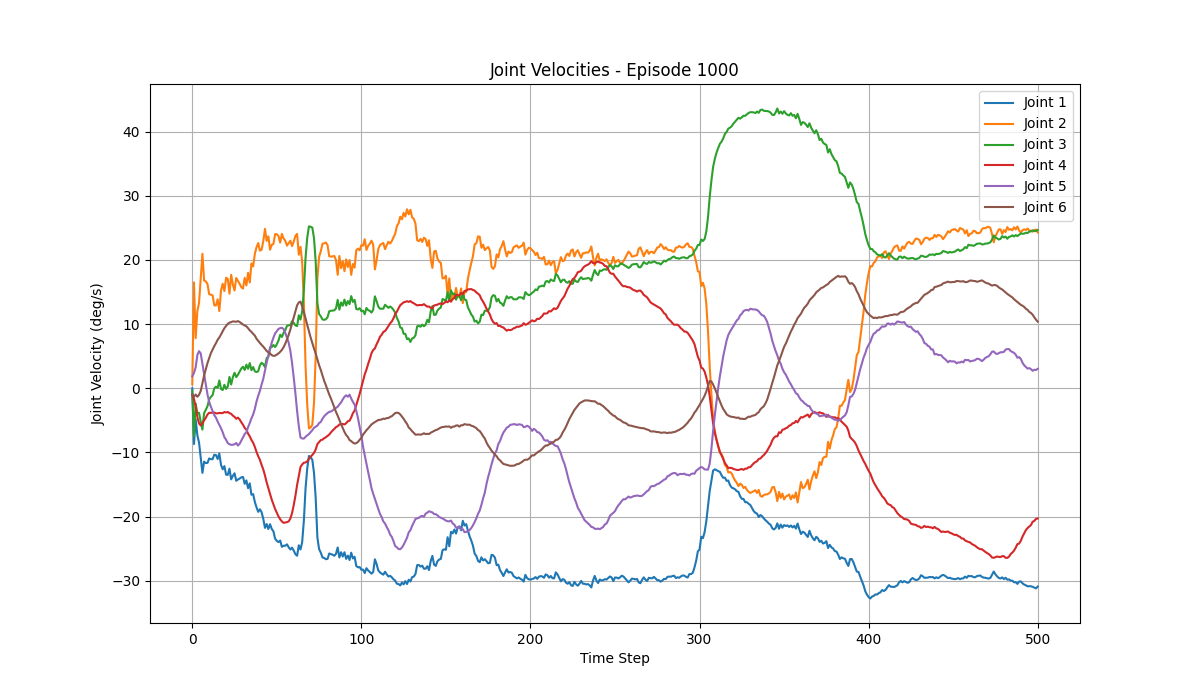 Joint Velocities - Episode 1000
Joint Velocity (deg/s)
40
30
20
10
0
−10
−20
−30
Joint 1
Joint 2
Joint 3
Joint 4
Joint 5
Joint 6
0 100 200 300 400 500
Time Step